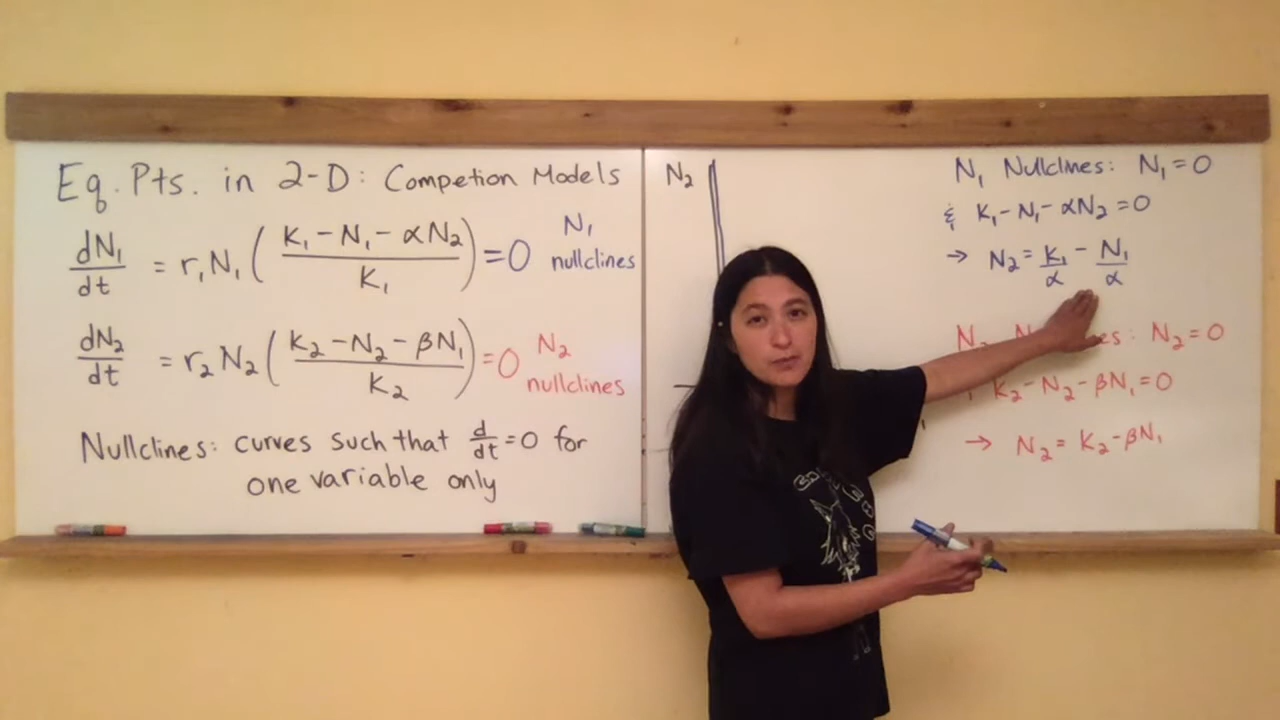 Eq. Pts. in 2-D: Competion Models
dN₁/dt = r₁N₁ ( (K₁ - N₁ - αN₂) / K₁ ) = 0 N₁ nullclines
dN₂/dt = r₂N₂ ( (K₂ - N₂ - βN₁) / K₂ ) = 0 N₂ nullclines
Nullclines: curves such that d/dt = 0 for
one variable only
N₂
N₁ Nullclines: N₁ = 0
& K₁ - N₁ - αN₂ = 0
→ N₂ = K₁/α - N₁/α
N₂ : N₂ = 0
K₂ - N₂ - βN₁ = 0
→ N₂ = K₂ - βN₁